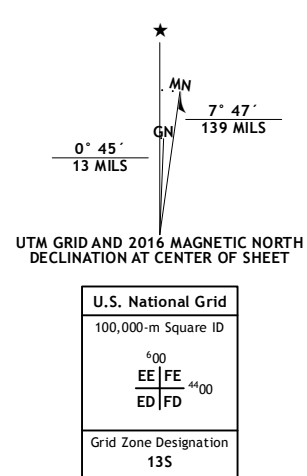 ★
MN
GN
7° 47´
139 MILS
0° 45´
13 MILS
UTM GRID AND 2016 MAGNETIC NORTH
DECLINATION AT CENTER OF SHEET
U.S. National Grid
100,000-m Square ID
⁶00
EE FE
⁴⁴00
ED FD
Grid Zone Designation
13S